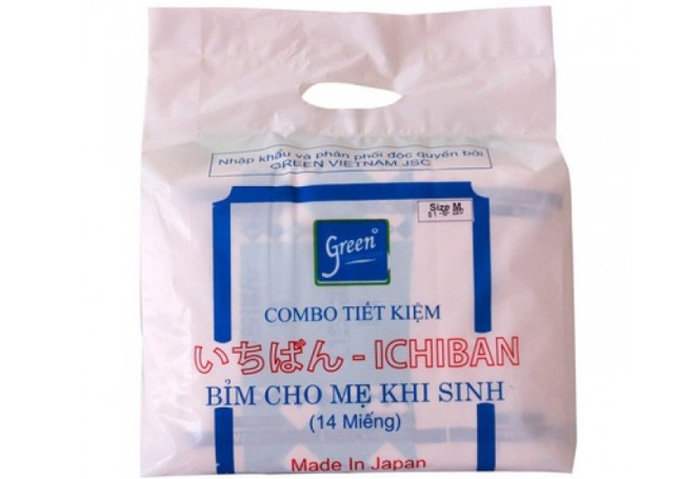 Nhập khẩu và phân phối độc quyền bởi
GREEN VIETNAM JSC
Size M
green
COMBO TIẾT KIỆM
いちばん - ICHIBAN
BỈM CHO MẸ KHI SINH
(14 Miếng)
Made In Japan